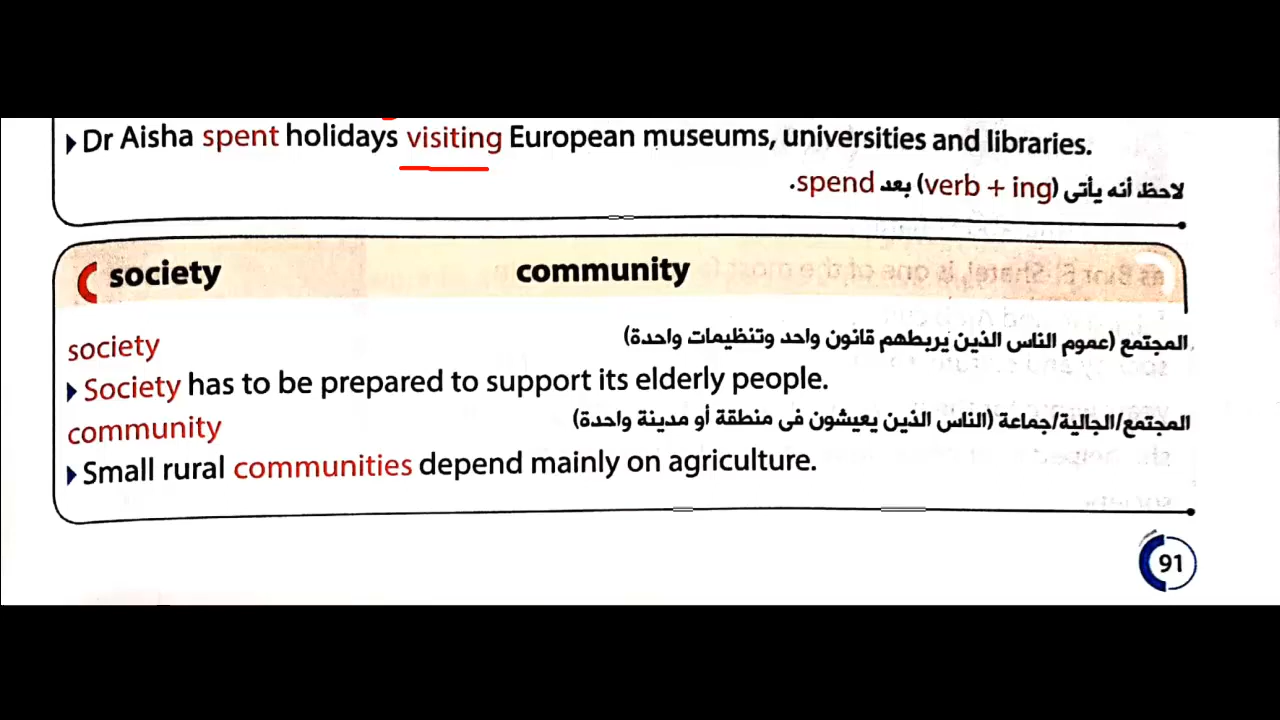 Dr Aisha spent holidays visiting European museums, universities and libraries.
لاحظ أنه يأتى (verb + ing) بعد spend.
society community
society المجتمع (عموم الناس الذين يربطهم قانون واحد وتنظيمات واحدة)
Society has to be prepared to support its elderly people.
community المجتمع/الجالية/جماعة (الناس الذين يعيشون فى منطقة أو مدينة واحدة)
Small rural communities depend mainly on agriculture.
91